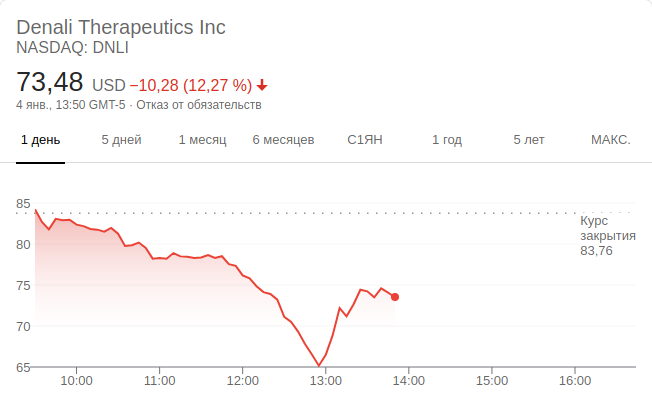 Denali Therapeutics Inc
NASDAQ: DNLI
73,48 USD −10,28 (12,27 %)
4 янв., 13:50 GMT-5 · Отказ от обязательств
1 день 5 дней 1 месяц 6 месяцев С1ЯН 1 год 5 лет МАКС.
85
Курс
закрытия
83,76
80
75
70
65
10:00 11:00 12:00 13:00 14:00 15:00 16:00